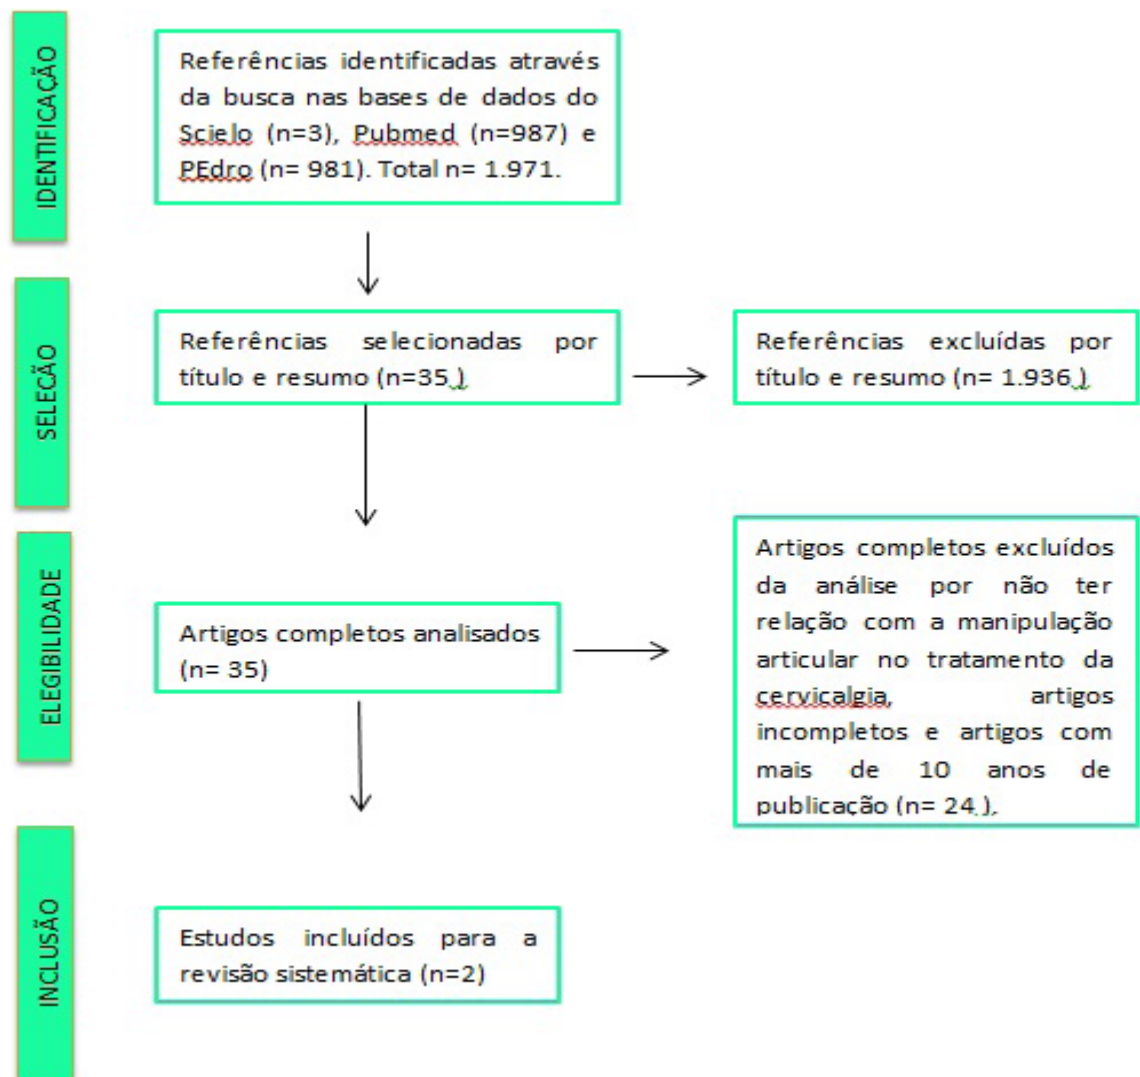 IDENTIFICAÇÃO
Referências identificadas através
da busca nas bases de dados do
Scielo (n=3), Pubmed (n=987) e
PEdro (n= 981). Total n= 1.971.
SELEÇÃO
Referências selecionadas por
título e resumo (n=35 )
Referências excluídas por
título e resumo (n= 1.936 )
ELEGIBILIDADE
Artigos completos analisados
(n= 35)
Artigos completos excluídos
da análise por não ter
relação com a manipulação
articular no tratamento da
cervicalgia, artigos
incompletos e artigos com
mais de 10 anos de
publicação (n= 24 ).
INCLUSÃO
Estudos incluídos para a
revisão sistemática (n=2)